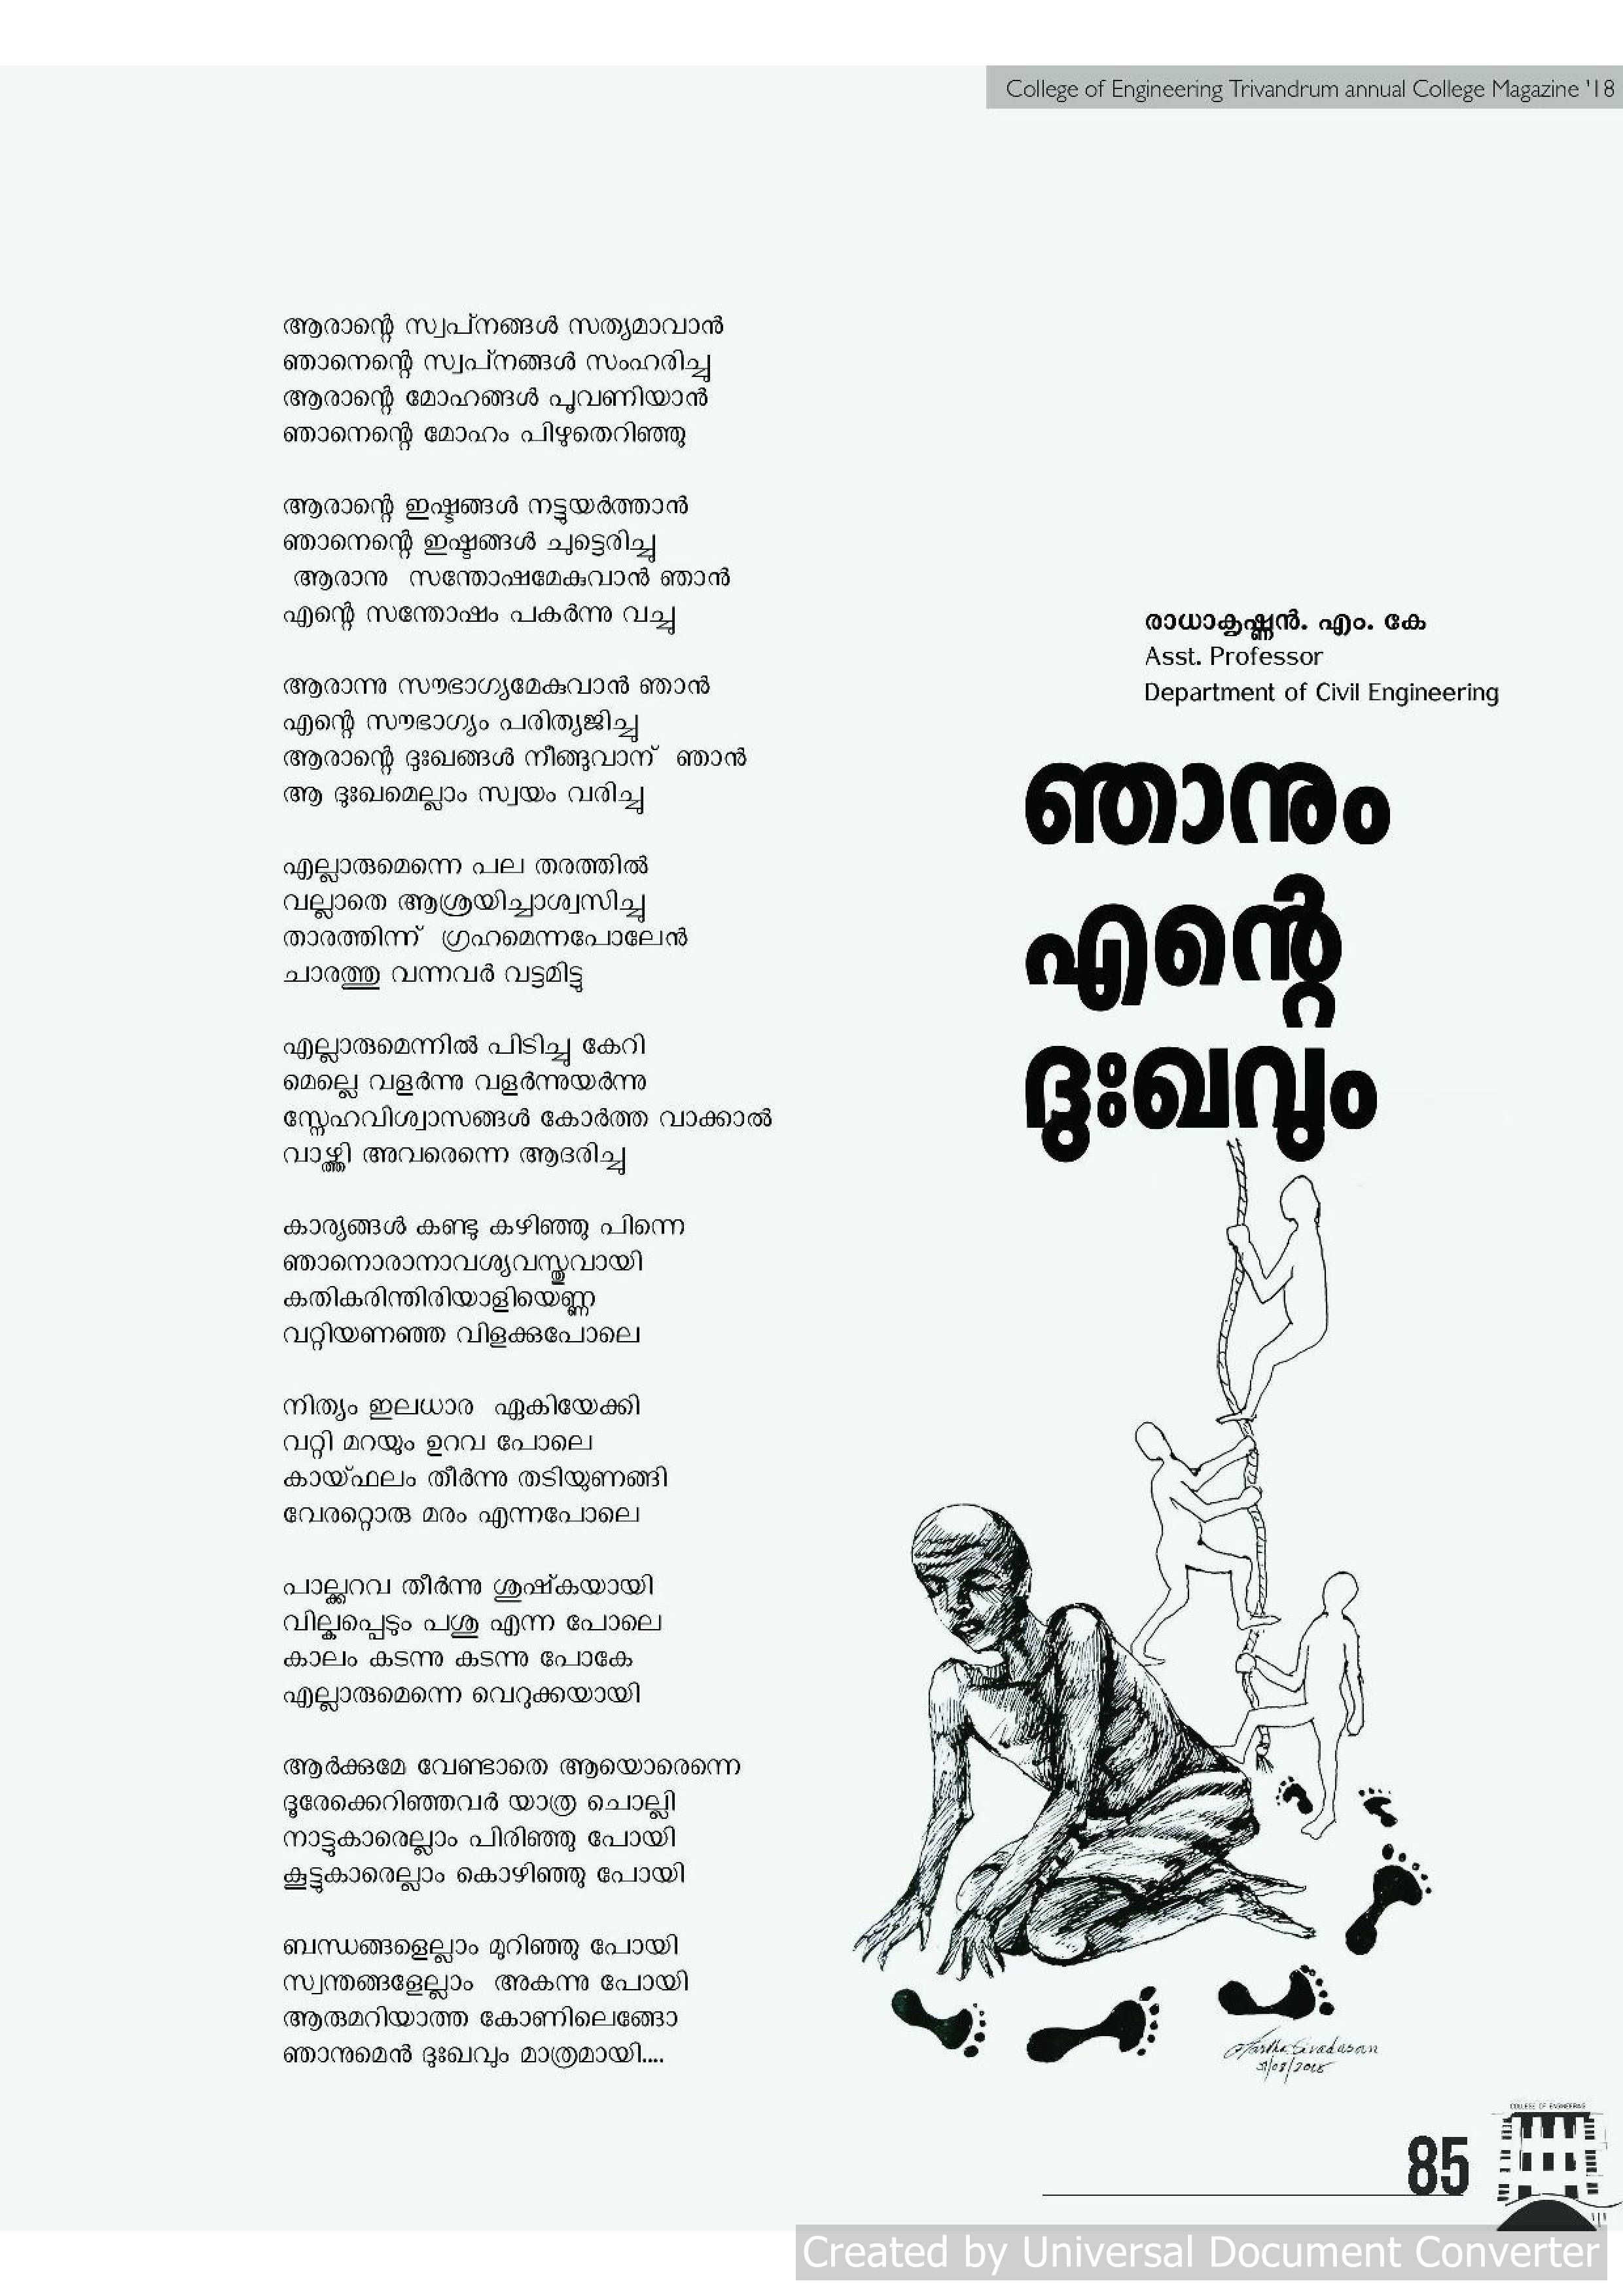 College of Engineering Trivandrum annual College Magazine '18
ആരാന്റെ സ്വപ്നങ്ങൾ സത്യമാവാൻ
ഞാനെന്റെ സ്വപ്നങ്ങൾ സംഹരിച്ചു
ആരാന്റെ മോഹങ്ങൾ പൂവണിയാൻ
ഞാനെന്റെ മോഹം പിഴുതെറിഞ്ഞു
ആരാന്റെ ഇഷ്ടങ്ങൾ നട്ടുയർത്താൻ
ഞാനെന്റെ ഇഷ്ടങ്ങൾ ചുട്ടെരിച്ചു
ആരാനു സന്തോഷമേകുവാൻ ഞാൻ
എന്റെ സന്തോഷം പകർന്നു വച്ചു
ആരാന്നു സൗഭാഗ്യമേകുവാൻ ഞാൻ
എന്റെ സൗഭാഗ്യം പരിത്യജിച്ചു
ആരാന്റെ ദുഃഖങ്ങൾ നീങ്ങുവാന് ഞാൻ
ആ ദുഃഖമെല്ലാം സ്വയം വരിച്ചു
എല്ലാരുമെന്നെ പല തരത്തിൽ
വല്ലാതെ ആശ്രയിച്ചാശ്വസിച്ചു
താരത്തിന്ന് ഗ്രഹമെന്നപോലേൻ
ചാരത്തു വന്നവർ വട്ടമിട്ടു
എല്ലാരുമെന്നിൽ പിടിച്ചു കേറി
മെല്ലെ വളർന്നു വളർന്നുയർന്നു
സ്നേഹവിശ്വാസങ്ങൾ കോർത്ത വാക്കാൽ
വാഴ്ത്തി അവരെന്നെ ആദരിച്ചു
കാര്യങ്ങൾ കണ്ടു കഴിഞ്ഞു പിന്നെ
ഞാനൊരാനാവശ്യവസ്തുവായി
കതികരിന്തിരിയാളിയെണ്ണ
വറ്റിയണഞ്ഞ വിളക്കുപോലെ
നിത്യം ഇലധാര ഏകിയേക്കി
വറ്റി മറയും ഉറവ പോലെ
കായ്ഫലം തീർന്നു തടിയുണങ്ങി
വേരറ്റൊരു മരം എന്നപോലെ
പാല്ക്കറവ തീർന്നു ശുഷ്കയായി
വില്കപ്പെടും പശു എന്ന പോലെ
കാലം കടന്നു കടന്നു പോകേ
എല്ലാരുമെന്നെ വെറുക്കയായി
ആർക്കുമേ വേണ്ടാതെ ആയൊരെന്നെ
ദൂരേക്കെറിഞ്ഞവർ യാത്ര ചൊല്ലി
നാട്ടുകാരെല്ലാം പിരിഞ്ഞു പോയി
കൂട്ടുകാരെല്ലാം കൊഴിഞ്ഞു പോയി
ബന്ധങ്ങളെല്ലാം മുറിഞ്ഞു പോയി
സ്വന്തങ്ങളേല്ലാം അകന്നു പോയി
ആരുമറിയാത്ത കോണിലെങ്ങോ
ഞാനുമെൻ ദുഃഖവും മാത്രമായി....
രാധാകൃഷ്ണൻ. എം. കേ
Asst. Professor
Department of Civil Engineering
ഞാനും
എന്റെ
ദുഃഖവും
Sivadasan
COLLEGE OF ENGINEERING
85
Created by Universal Document Converter